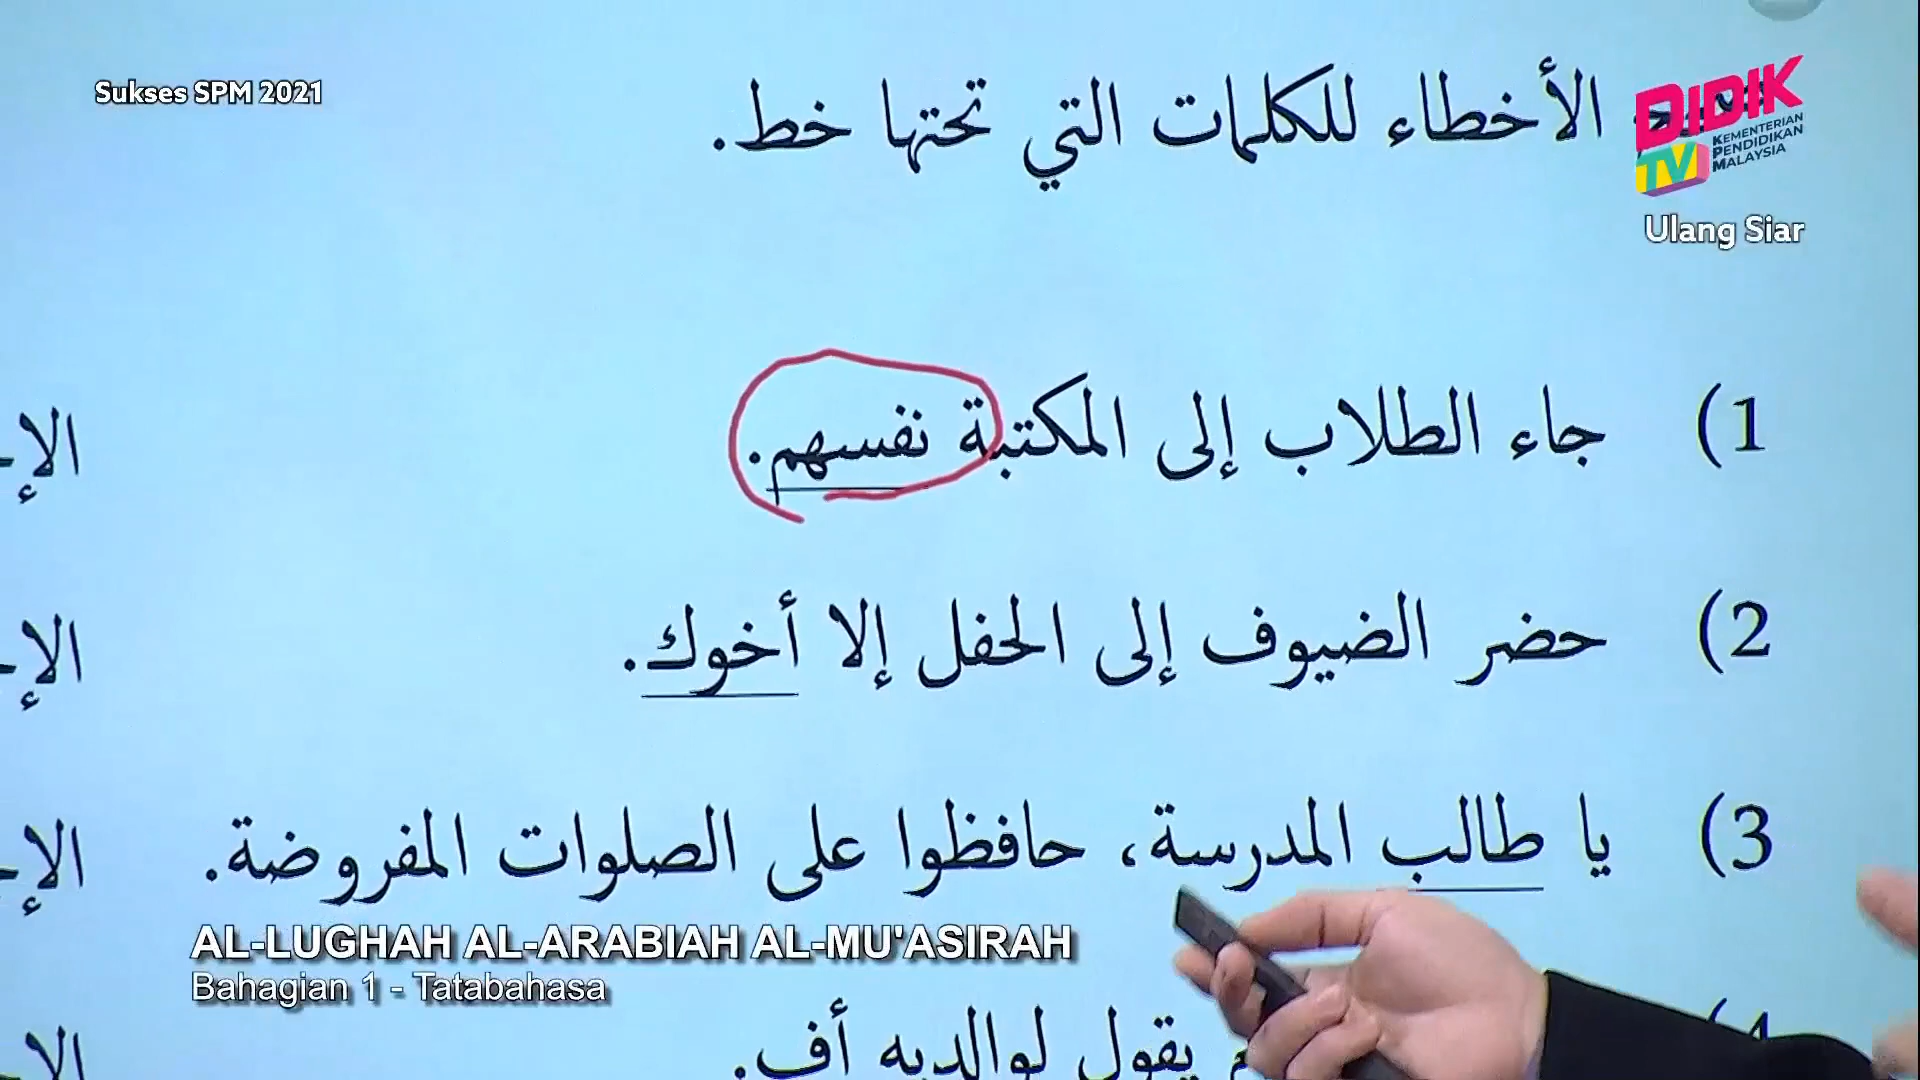 Sukses SPM 2021
الأخطاء للكلمات التي تحتها خط.
DIDIK
TV
KEMENTERIAN
PENDIDIKAN
MALAYSIA
Ulang Siar
1) جاء الطلاب إلى المكتبة نفسهم.
2) حضر الضيوف إلى الحفل إلا أخوك.
3) يا طالب المدرسة، حافظوا على الصلوات المفروضة.
AL-LUGHAH AL-ARABIAH AL-MU'ASIRAH
Bahagian 1 - Tatabahasa
يقول لوالديه أف.